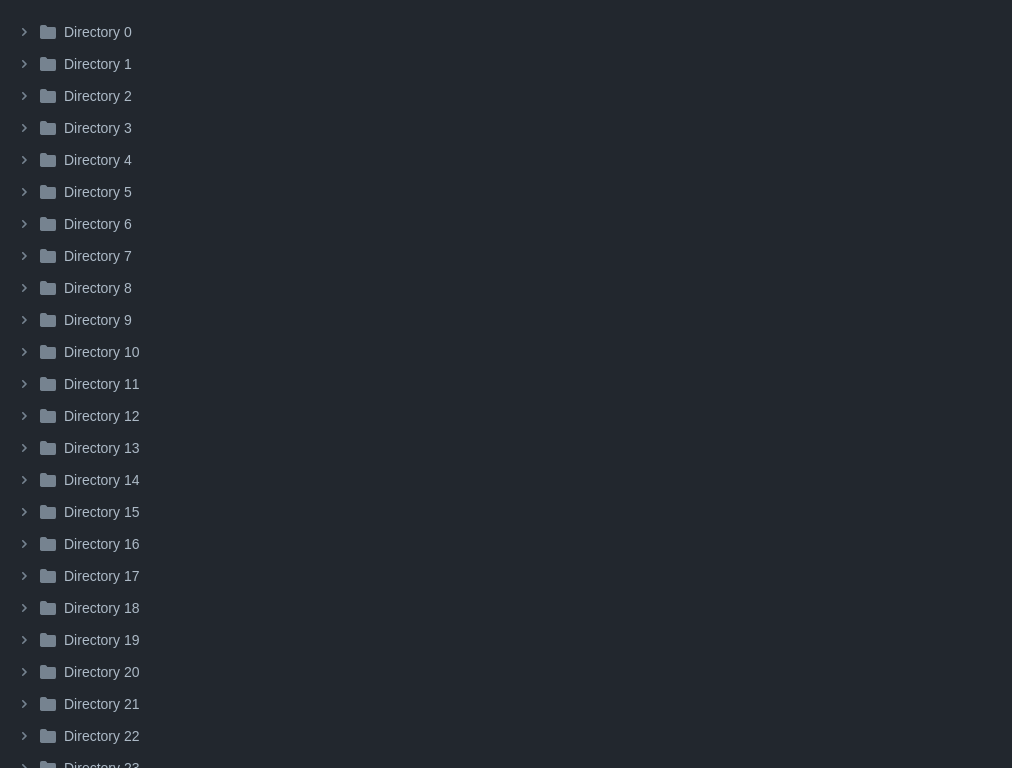 Directory 0
Directory 1
Directory 2
Directory 3
Directory 4
Directory 5
Directory 6
Directory 7
Directory 8
Directory 9
Directory 10
Directory 11
Directory 12
Directory 13
Directory 14
Directory 15
Directory 16
Directory 17
Directory 18
Directory 19
Directory 20
Directory 21
Directory 22
Directory 23